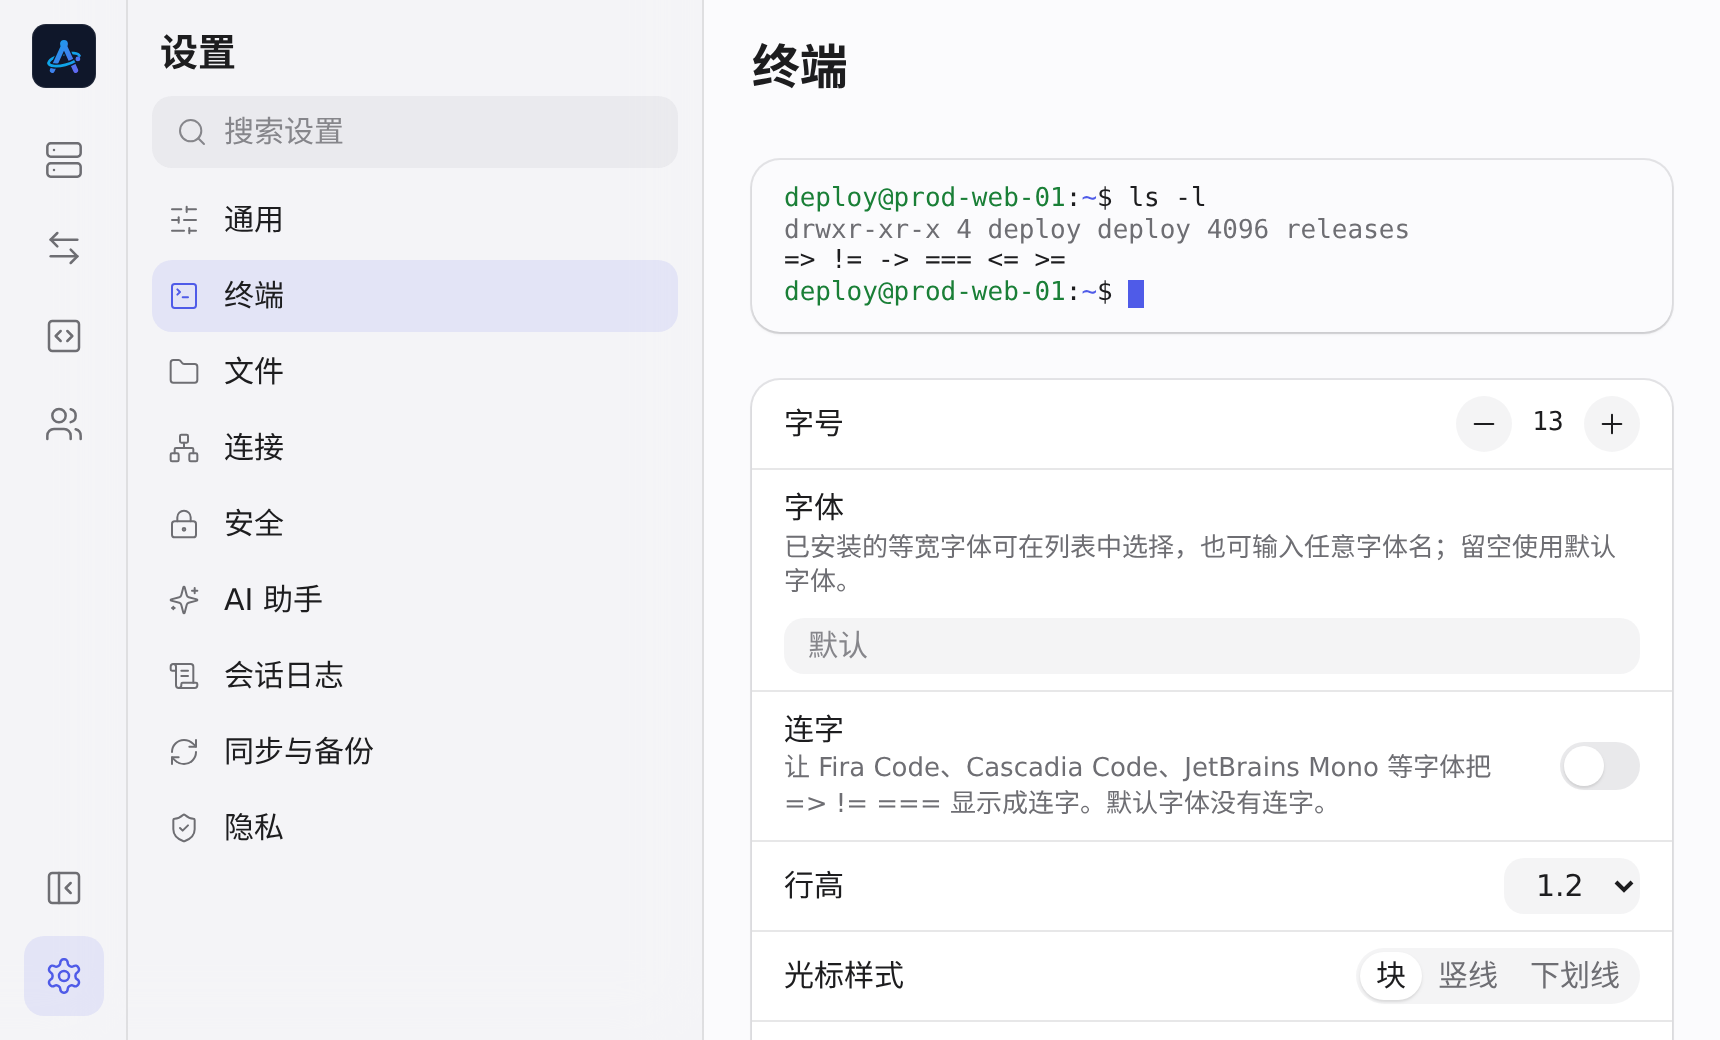 设置
搜索设置
通用
终端
文件
连接
安全
AI 助手
会话日志
同步与备份
隐私
终端
deploy@prod-web-01:~$ ls -l
drwxr-xr-x 4 deploy deploy 4096 releases
=> != -> === <= >=
deploy@prod-web-01:~$
字号
13
字体
已安装的等宽字体可在列表中选择，也可输入任意字体名；留空使用默认
字体。
默认
连字
让 Fira Code、Cascadia Code、JetBrains Mono 等字体把
=> != === 显示成连字。默认字体没有连字。
行高
1.2
光标样式
块 竖线 下划线